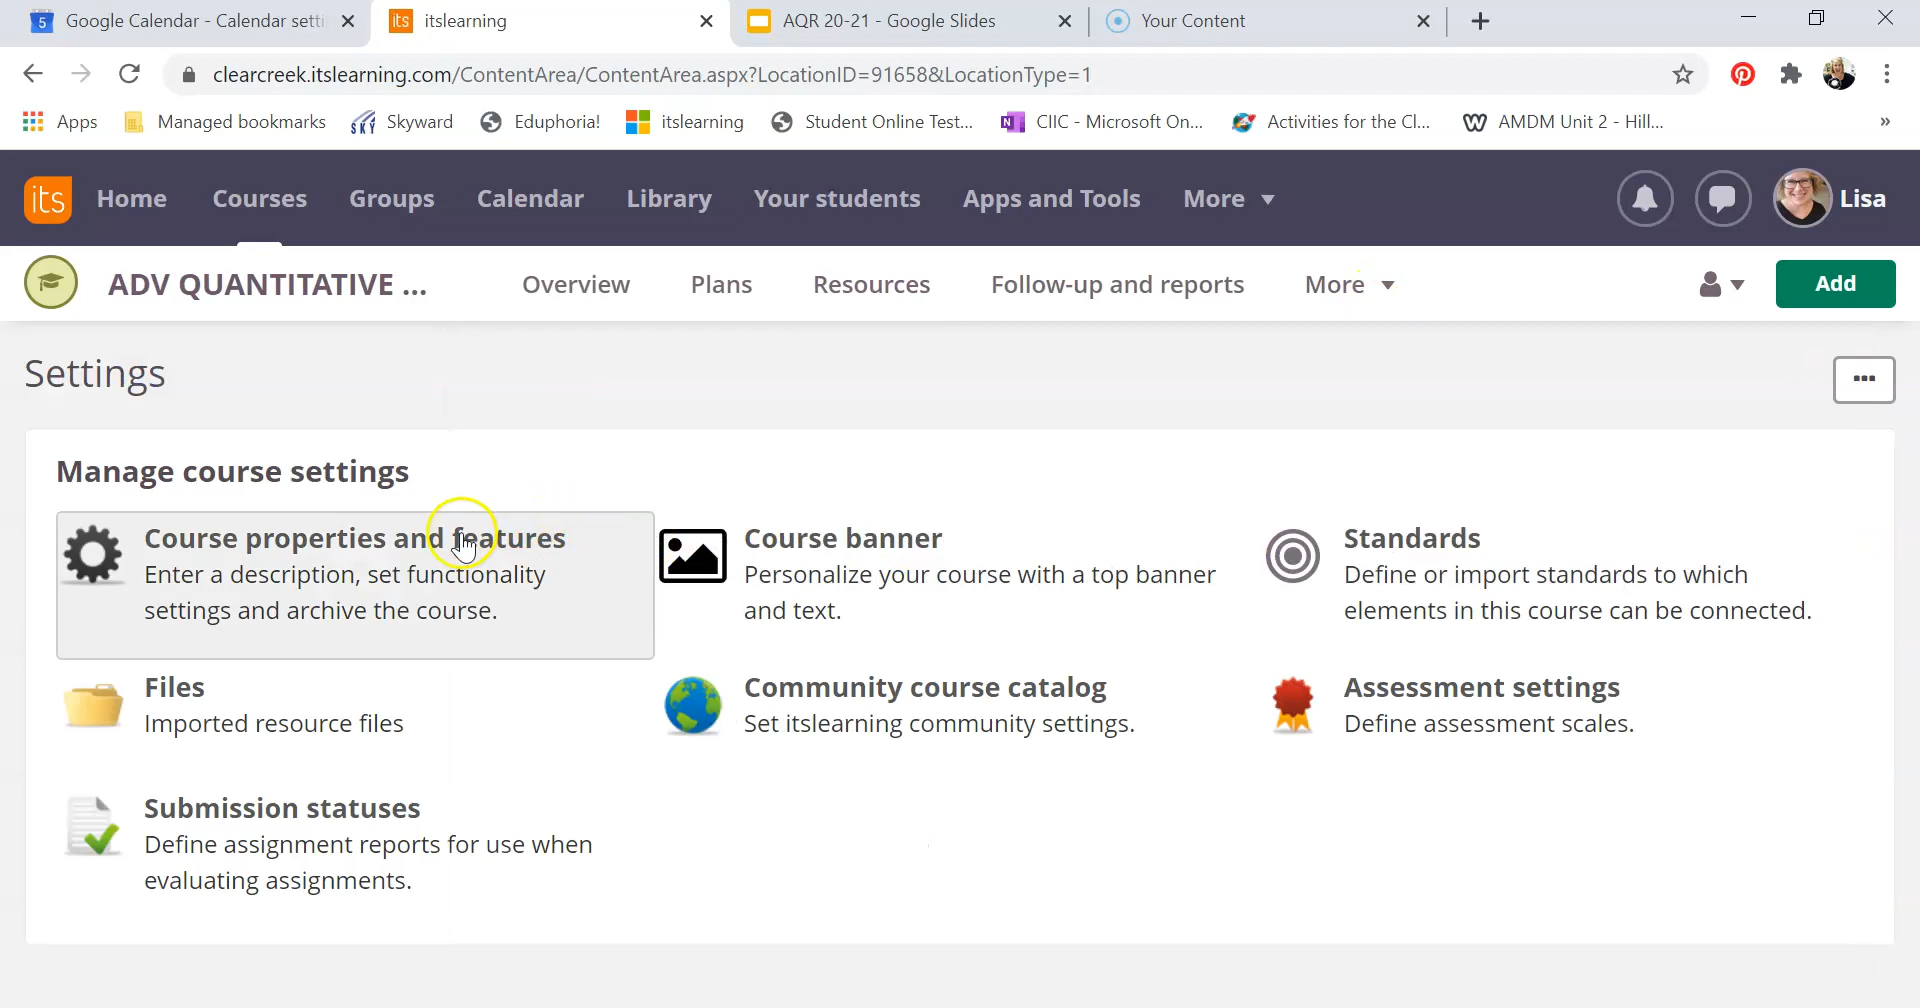 5 Google Calendar - Calendar setti
its itslearning
AQR 20-21 - Google Slides
Your Content
clearcreek.itslearning.com/ContentArea/ContentArea.aspx?LocationID=91658&LocationType=1
Apps
Managed bookmarks
SKY Skyward
Eduphoria!
itslearning
Student Online Test...
N CIIC - Microsoft On...
Activities for the Cl...
W AMDM Unit 2 - Hill...
»
its Home Courses Groups Calendar Library Your students Apps and Tools More Lisa
ADV QUANTITATIVE ... Overview Plans Resources Follow-up and reports More Add
Settings
Manage course settings
Course properties and features
Enter a description, set functionality
settings and archive the course.
Course banner
Personalize your course with a top banner
and text.
Standards
Define or import standards to which
elements in this course can be connected.
Files
Imported resource files
Community course catalog
Set itslearning community settings.
Assessment settings
Define assessment scales.
Submission statuses
Define assignment reports for use when
evaluating assignments.